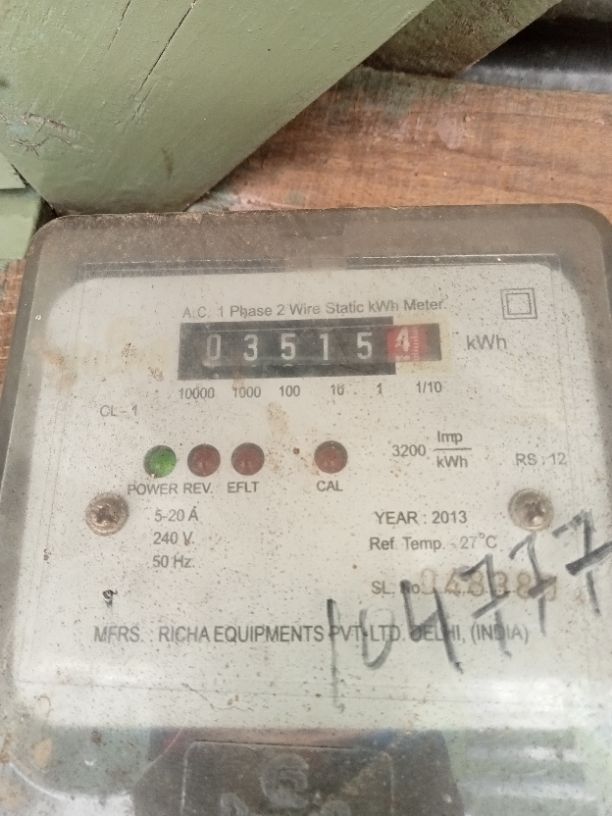 A.C. 1 Phase 2 Wire Static kWh Meter.
0 3 5 1 5 4 kWh
10000 1000 100 10 1 1/10
CL - 1
3200 Imp/kWh
RS : 12
POWER REV. EFLT CAL
5-20 A
240 V.
50 Hz.
YEAR : 2013
Ref. Temp. - 27°C
SL. No.
104777
MFRS. : RICHA EQUIPMENTS PVT. LTD. DELHI, (INDIA)